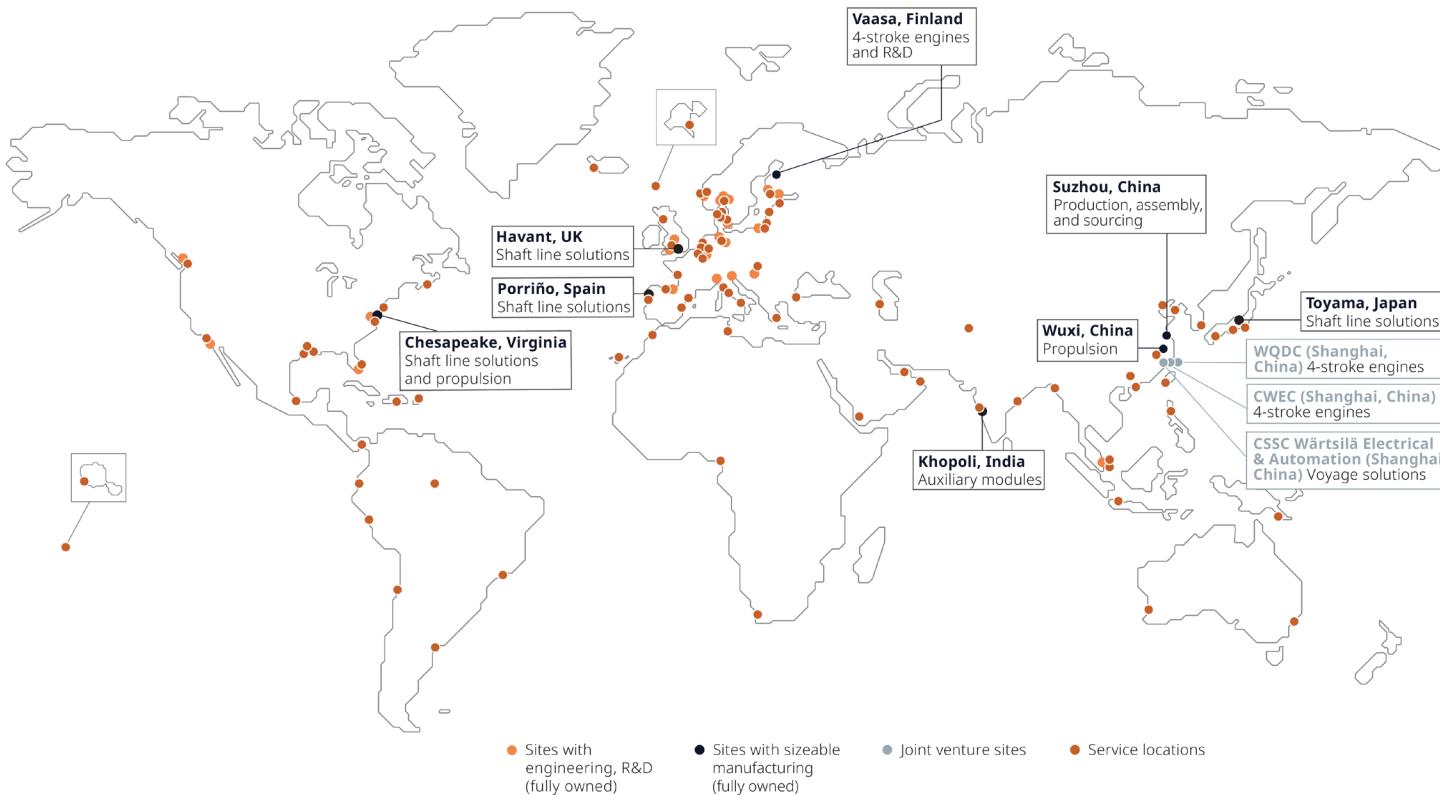 Vaasa, Finland
4-stroke engines
and R&D
Suzhou, China
Production, assembly,
and sourcing
Havant, UK
Shaft line solutions
Porriño, Spain
Shaft line solutions
Toyama, Japan
Shaft line solutions
Wuxi, China
Propulsion
Chesapeake, Virginia
Shaft line solutions
and propulsion
WQDC (Shanghai,
China) 4-stroke engines
CWEC (Shanghai, China)
4-stroke engines
CSSC Wärtsilä Electrical
& Automation (Shanghai
China) Voyage solutions
Khopoli, India
Auxiliary modules
Sites with
engineering, R&D
(fully owned)
Sites with sizeable
manufacturing
(fully owned)
Joint venture sites
Service locations